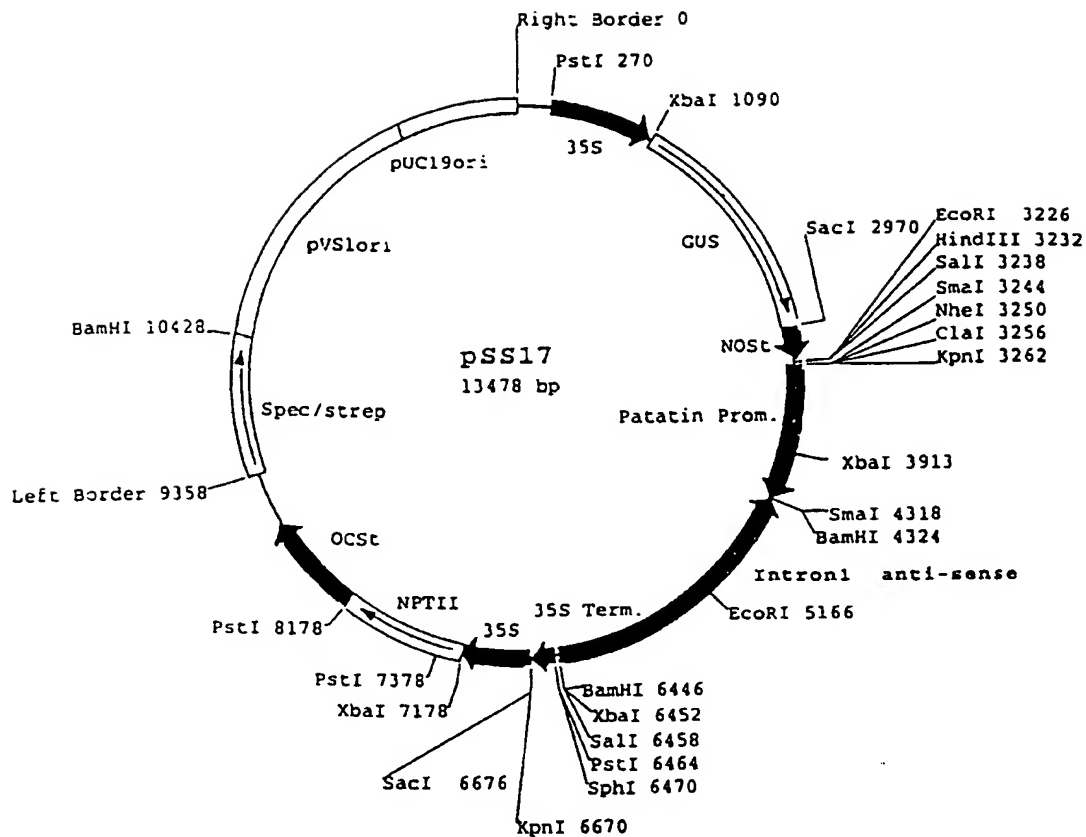 Right Border 0
PstI 270
XbaI 1090
35S
pUC19ori
GUS
SacI 2970
EcoRI 3226
HindIII 3232
SalI 3238
SmaI 3244
NheI 3250
ClaI 3256
KpnI 3262
pVS1ori
BamHI 10428
NOSt
pSS17
13478 bp
Spec/strep
Patatin Prom.
XbaI 3913
Left Border 9358
SmaI 4318
BamHI 4324
OCSt
Intron1 anti-sense
NPTII
35S
35S Term.
EcoRI 5166
PstI 8178
PstI 7378
XbaI 7178
BamHI 6446
XbaI 6452
SalI 6458
PstI 6464
SphI 6470
SacI 6676
KpnI 6670